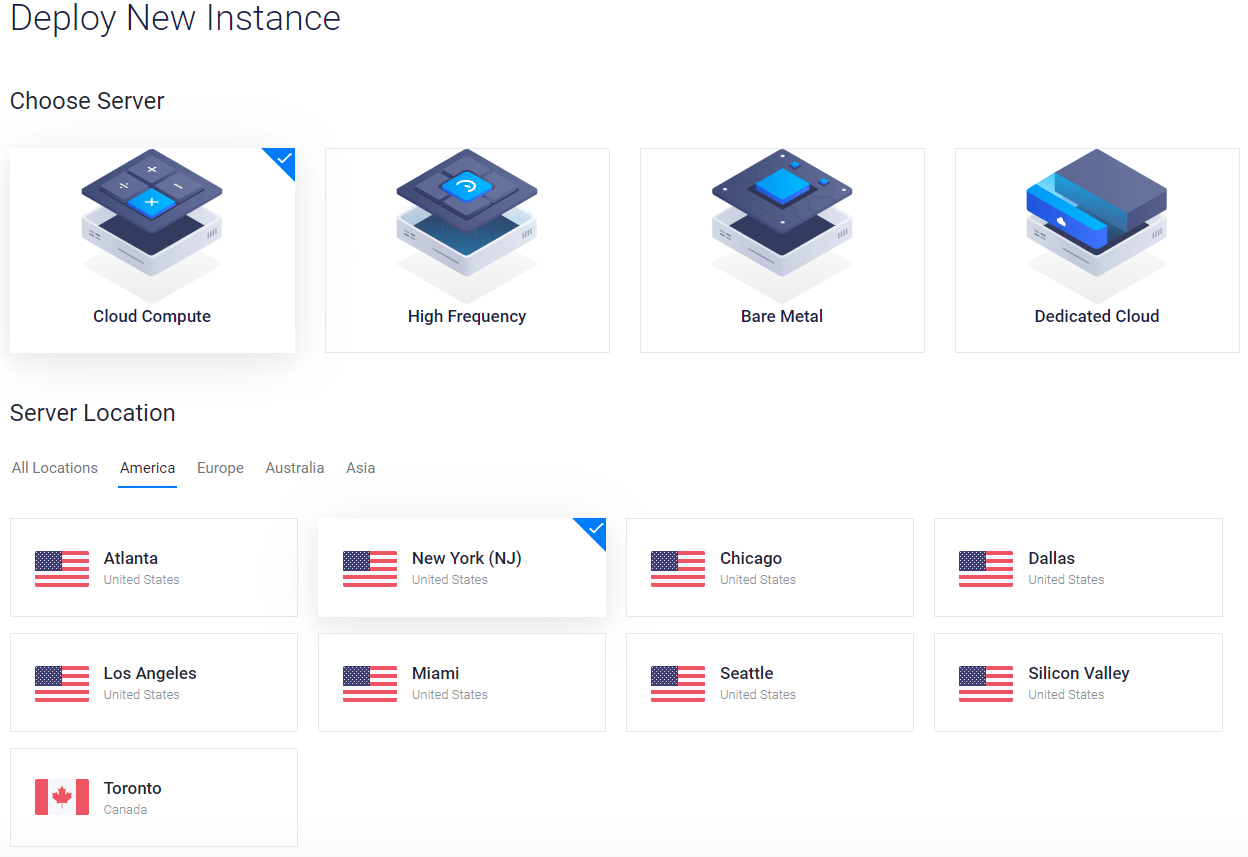 Deploy New Instance
Choose Server
Cloud Compute
High Frequency
Bare Metal
Dedicated Cloud
Server Location
All Locations America Europe Australia Asia
Atlanta
United States
New York (NJ)
United States
Chicago
United States
Dallas
United States
Los Angeles
United States
Miami
United States
Seattle
United States
Silicon Valley
United States
Toronto
Canada